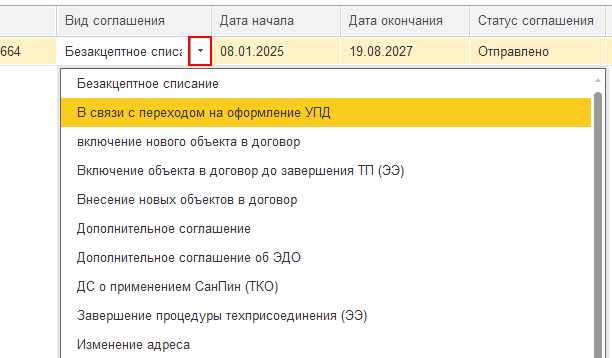 Вид соглашения Дата начала Дата окончания Статус соглашения
664 Безакцептное списа 08.01.2025 19.08.2027 Отправлено
Безакцептное списание
В связи с переходом на оформление УПД
включение нового объекта в договор
Включение объекта в договор до завершения ТП (ЭЭ)
Внесение новых объектов в договор
Дополнительное соглашение
Дополнительное соглашение об ЭДО
ДС о применением СанПин (ТКО)
Завершение процедуры техприсоединения (ЭЭ)
Изменение адреса